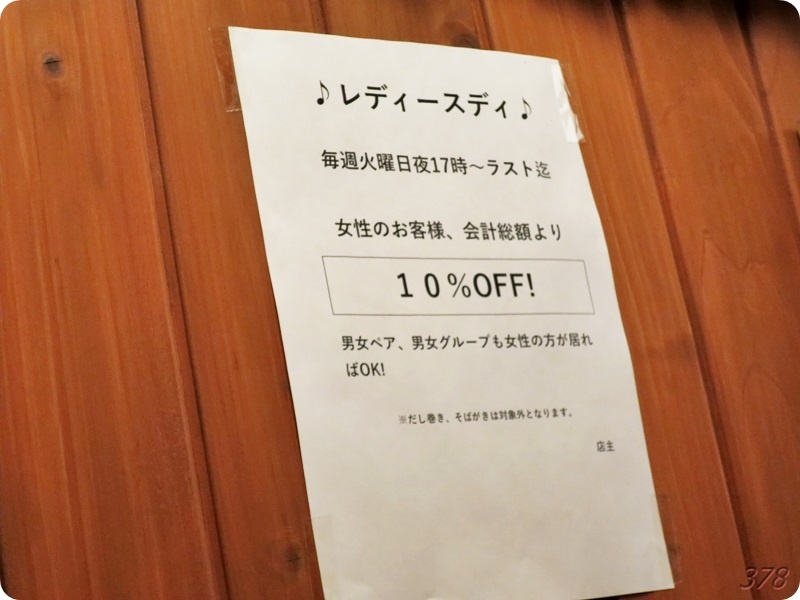 ♪レディースディ♪
毎週火曜日夜17時～ラスト迄
女性のお客様、会計総額より
１０％OFF!
男女ペア、男女グループも女性の方が居れ
ばOK!
※だし巻き、そばがきは対象外となります。
店主
378